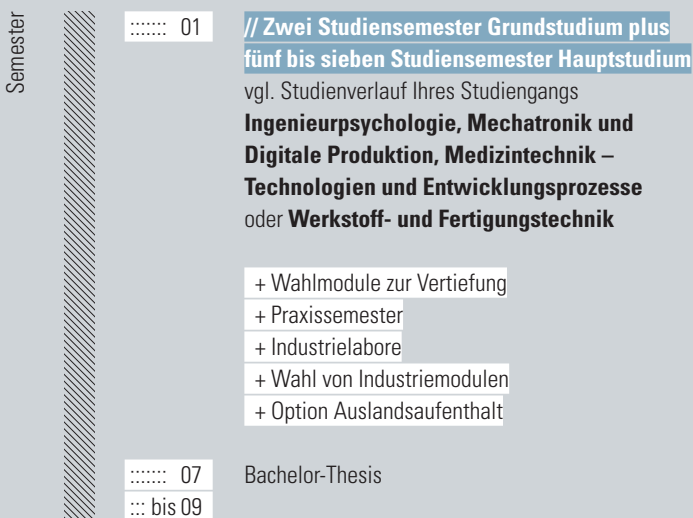 Semester
::::::: 01
// Zwei Studiensemester Grundstudium plus
fünf bis sieben Studiensemester Hauptstudium
vgl. Studienverlauf Ihres Studiengangs
Ingenieurpsychologie, Mechatronik und
Digitale Produktion, Medizintechnik –
Technologien und Entwicklungsprozesse
oder Werkstoff- und Fertigungstechnik
+ Wahlmodule zur Vertiefung
+ Praxissemester
+ Industrielabore
+ Wahl von Industriemodulen
+ Option Auslandsaufenthalt
::::::: 07 Bachelor-Thesis
::: bis 09